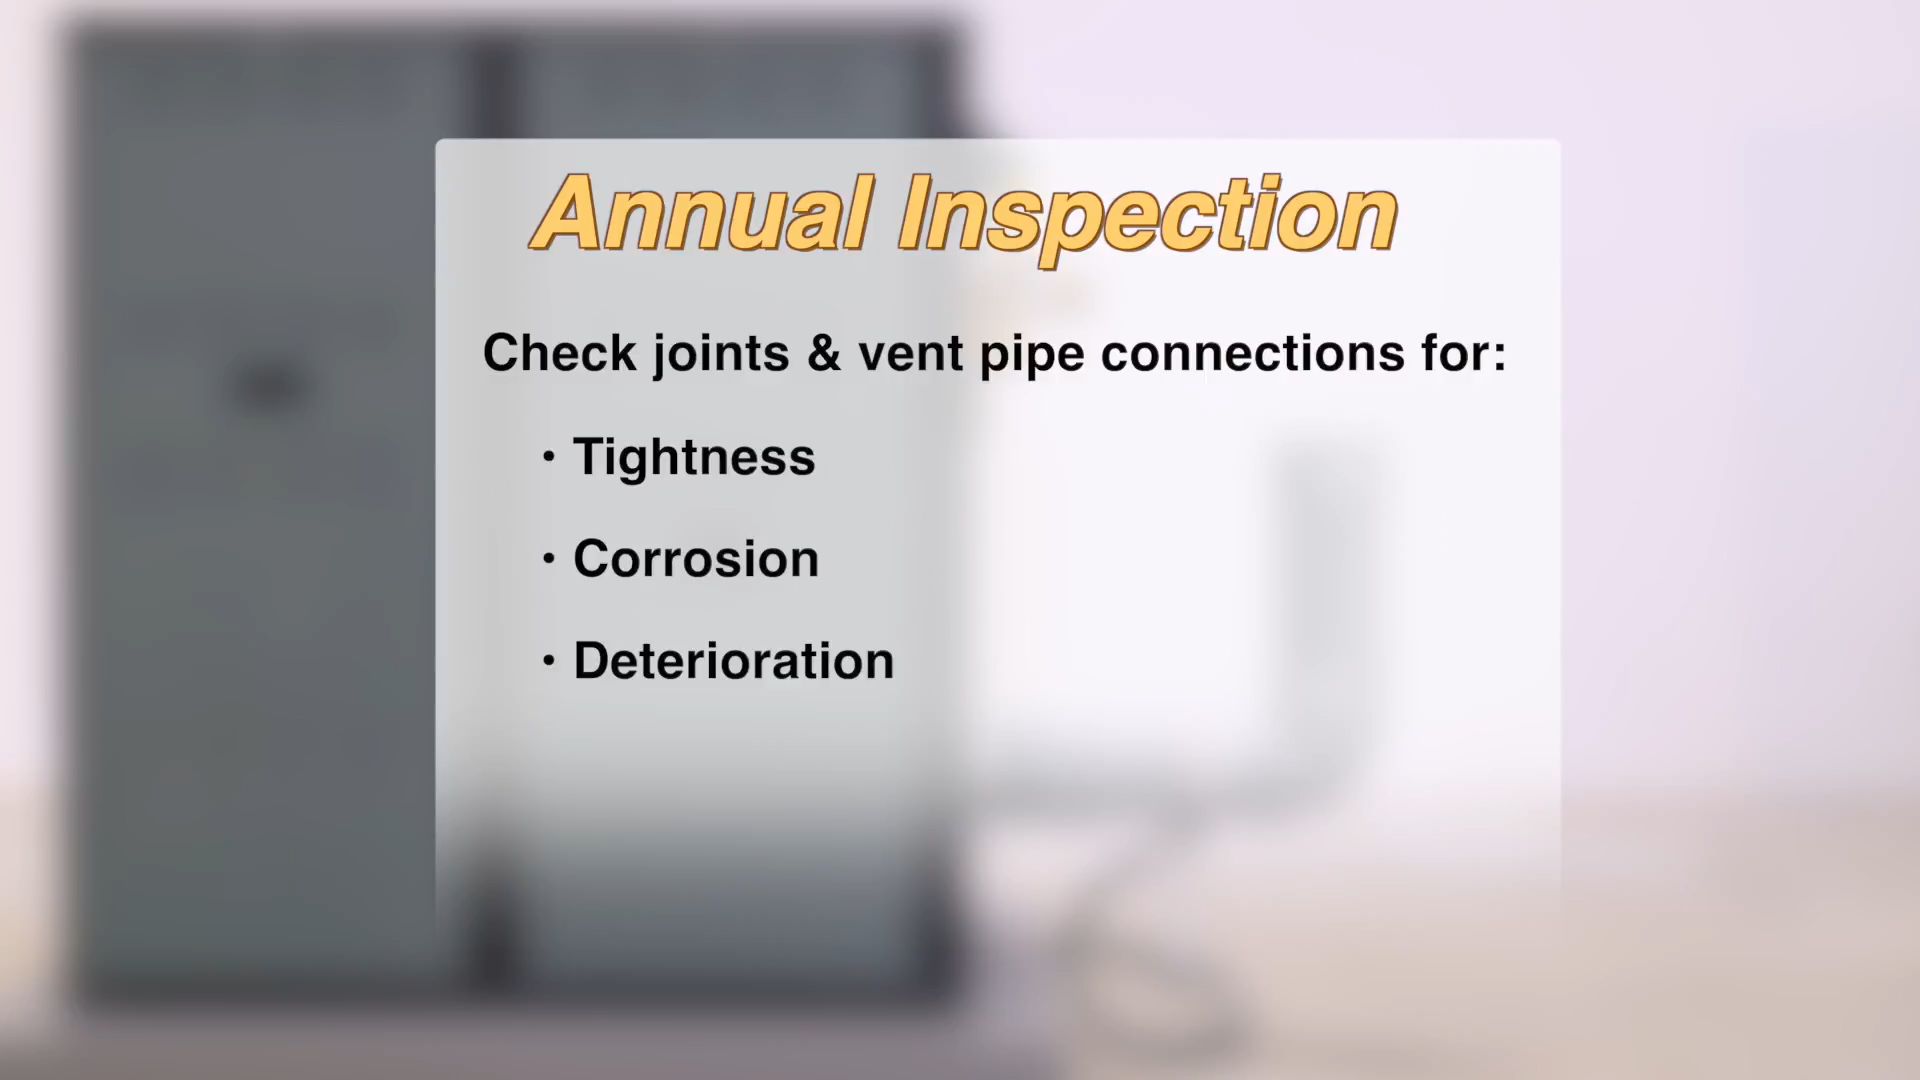 Annual Inspection
Check joints & vent pipe connections for:
• Tightness
• Corrosion
• Deterioration